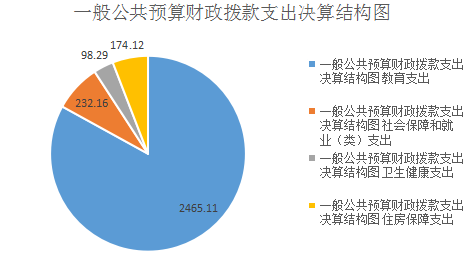 一般公共预算财政拨款支出决算结构图
174.12
98.29
232.16
2465.11
一般公共预算财政拨款支出
决算结构图 教育支出
一般公共预算财政拨款支出
决算结构图 社会保障和就
业（类）支出
一般公共预算财政拨款支出
决算结构图 卫生健康支出
一般公共预算财政拨款支出
决算结构图 住房保障支出